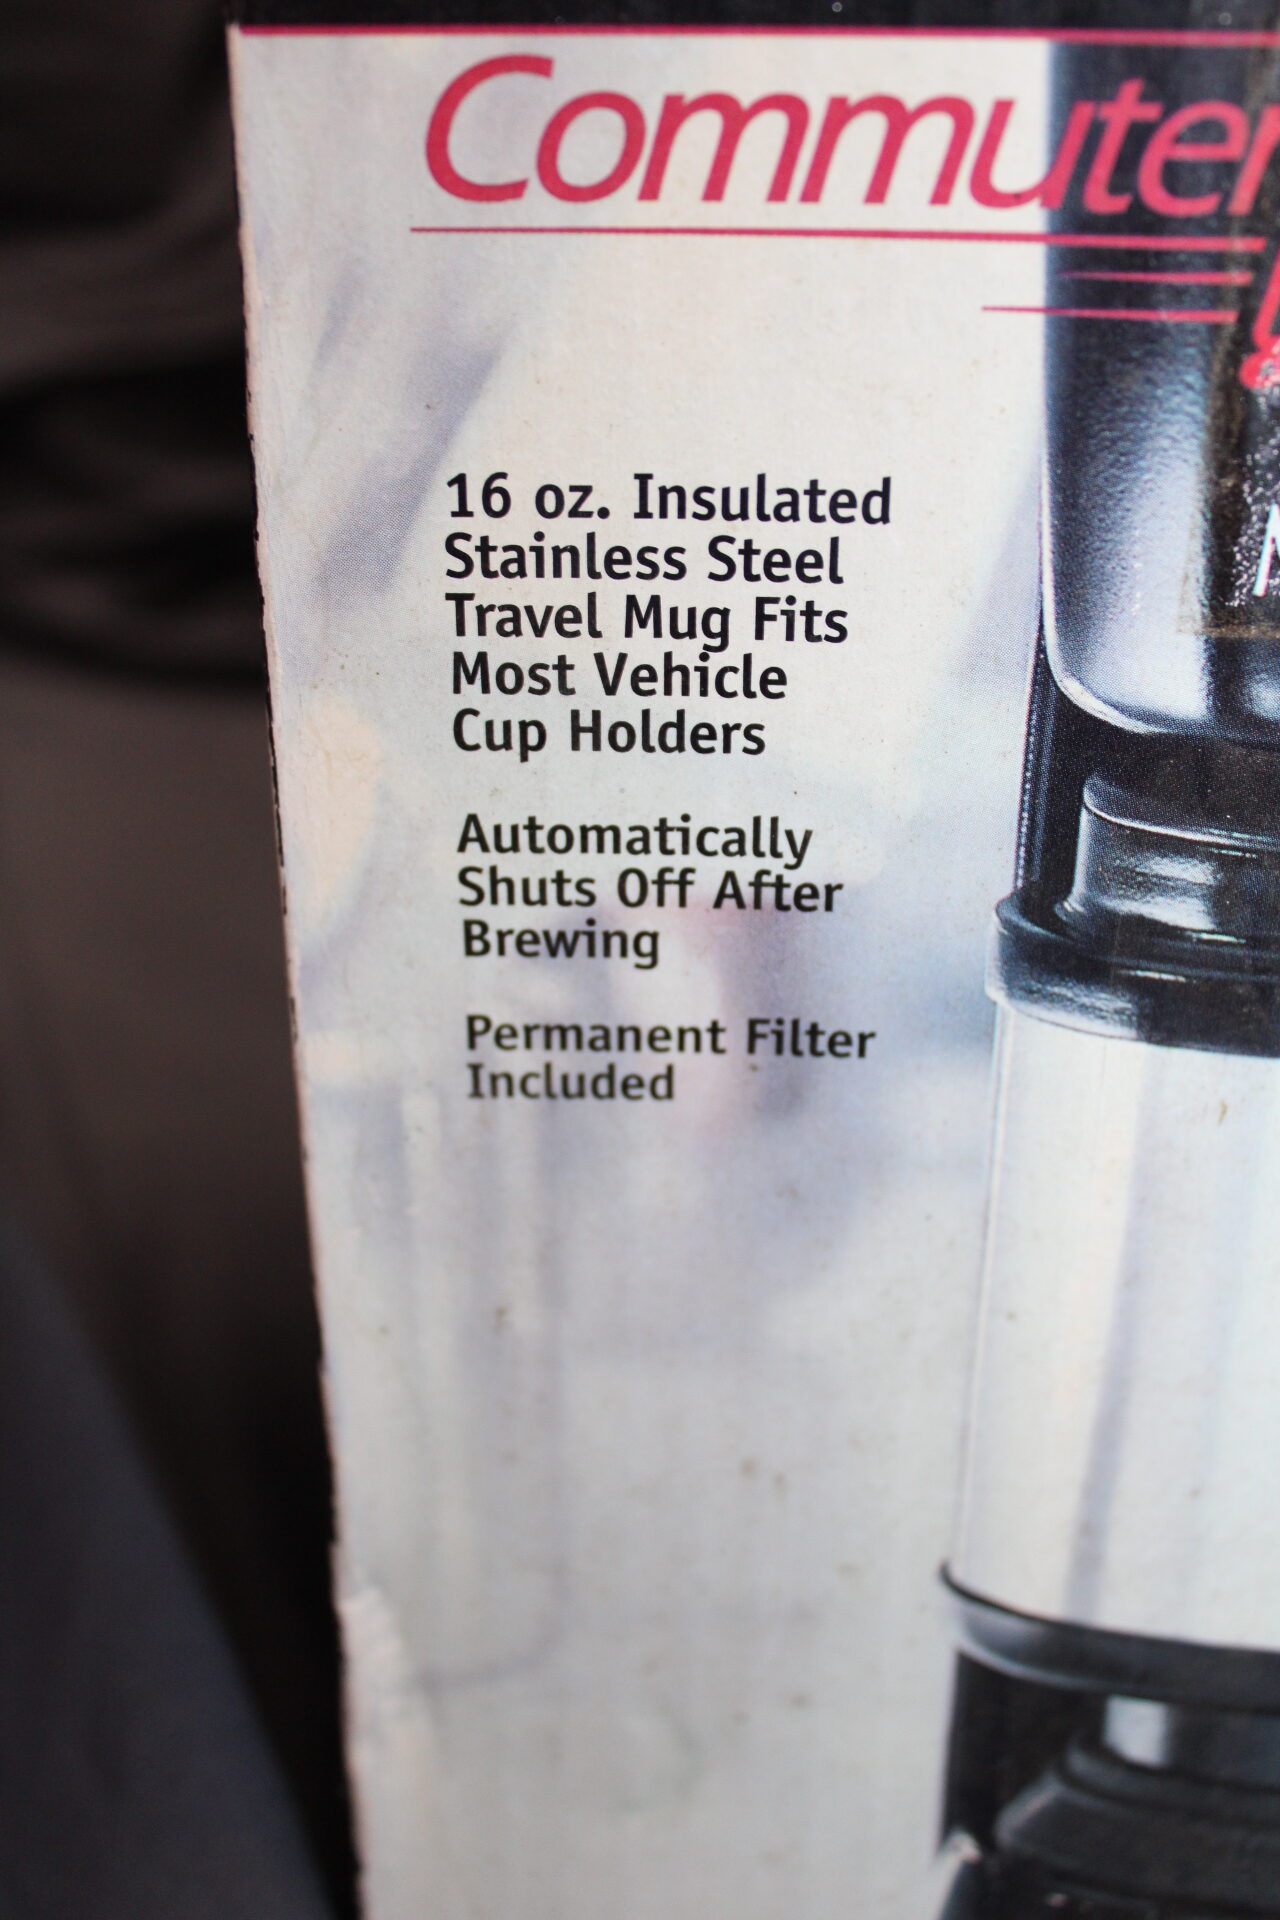 Commuter
16 oz. Insulated
Stainless Steel
Travel Mug Fits
Most Vehicle
Cup Holders
Automatically
Shuts Off After
Brewing
Permanent Filter
Included